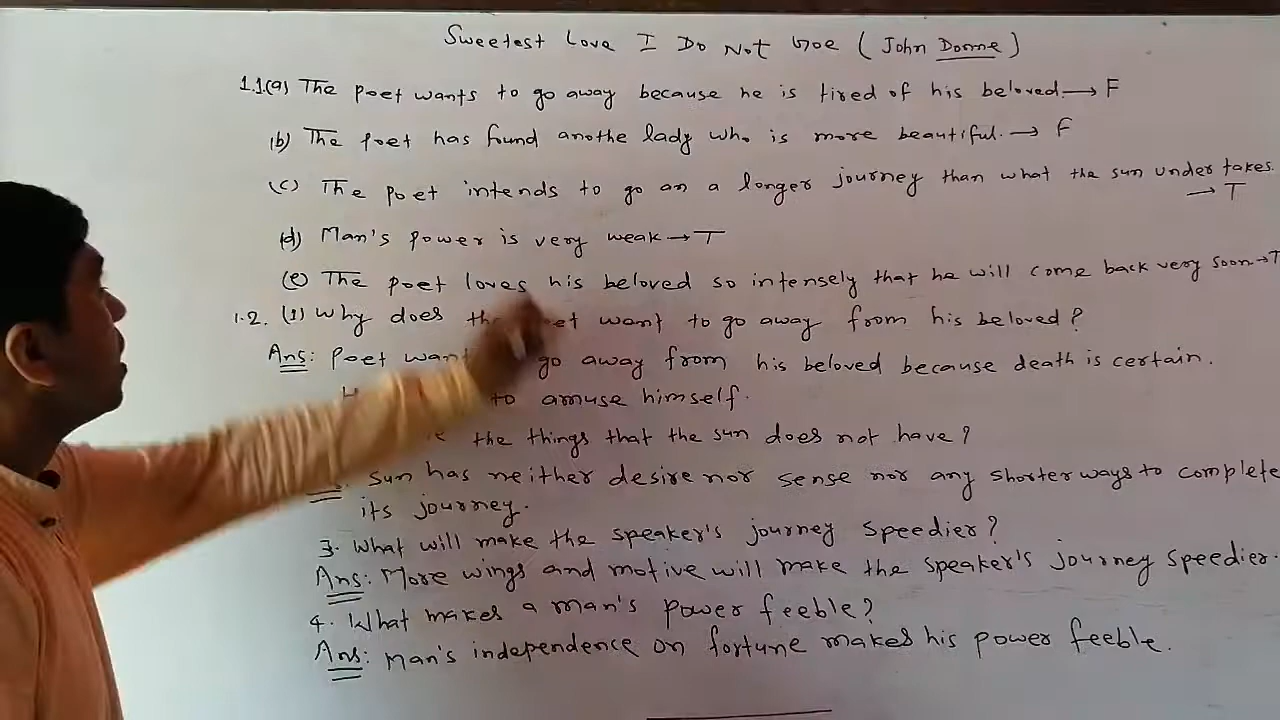 Sweetest Love I Do Not Goe (John Donne)
1.1.(a) The poet wants to go away because he is tired of his beloved. → F
(b) The poet has found anothe lady who is more beautiful. → F
(c) The poet intends to go on a longer journey than what the sun undertakes.
→ T
(d) Man's power is very weak → T
(e) The poet loves his beloved so intensely that he will come back very soon → T
1.2. (1) Why does the poet want to go away from his beloved?
Ans: Poet want go away from his beloved because death is certain.
to amuse himself.
the things that the sun does not have?
Sun has neither desire nor sense nor any shorter ways to complete
its journey.
3. What will make the speaker's journey speedier?
Ans: More wings and motive will make the speaker's journey speedier.
4. What makes a man's power feeble?
Ans: Man's independence on fortune makes his power feeble.